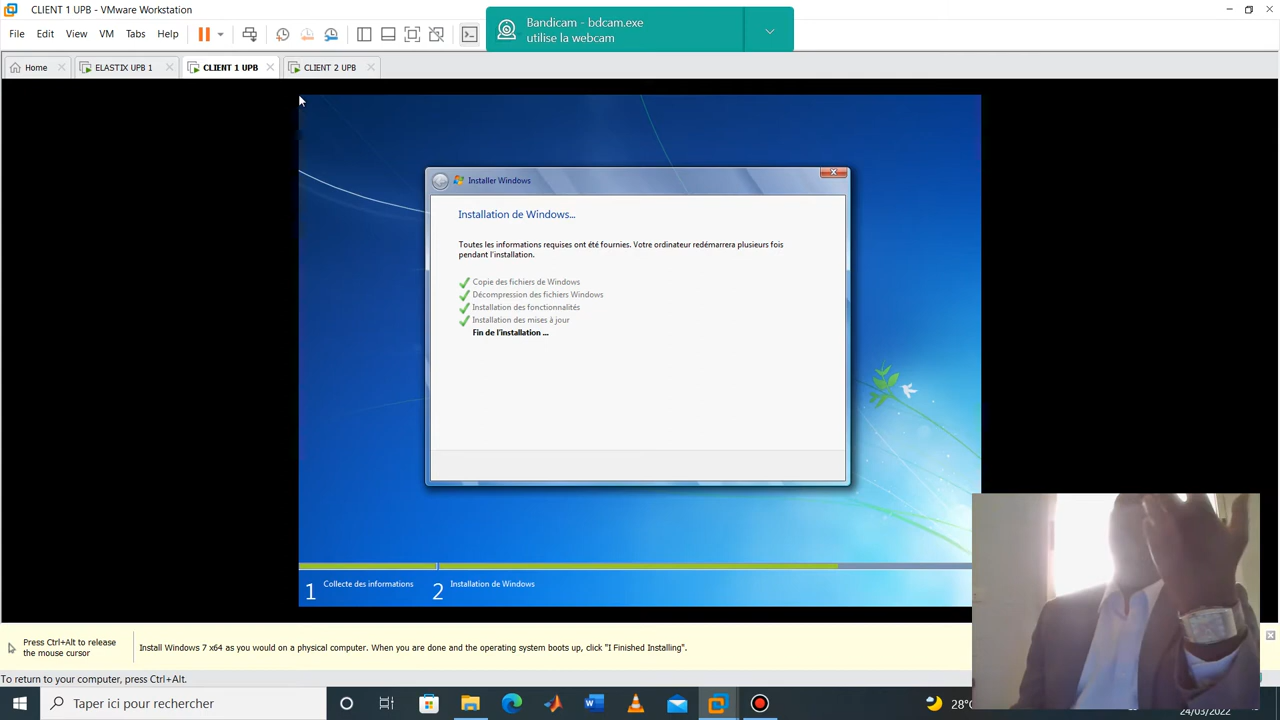 CLIENT 1 UPB - VMware Workstation
Bandicam - bdcam.exe
utilise la webcam
File Edit View VM Tabs Help
Home ELASTIX UPB 1 CLIENT 1 UPB CLIENT 2 UPB
Installer Windows
Installation de Windows...
Toutes les informations requises ont été fournies. Votre ordinateur redémarrera plusieurs fois
pendant l'installation.
Copie des fichiers de Windows
Décompression des fichiers Windows
Installation des fonctionnalités
Installation des mises à jour
Fin de l'installation ...
1 Collecte des informations 2 Installation de Windows
Press Ctrl+Alt to release
the mouse cursor
Install Windows 7 x64 as you would on a physical computer. When you are done and the operating system boots up, click "I Finished Installing".
To return to your computer, press Ctrl+Alt.
Taper ici pour rechercher
28°
24/03/2022